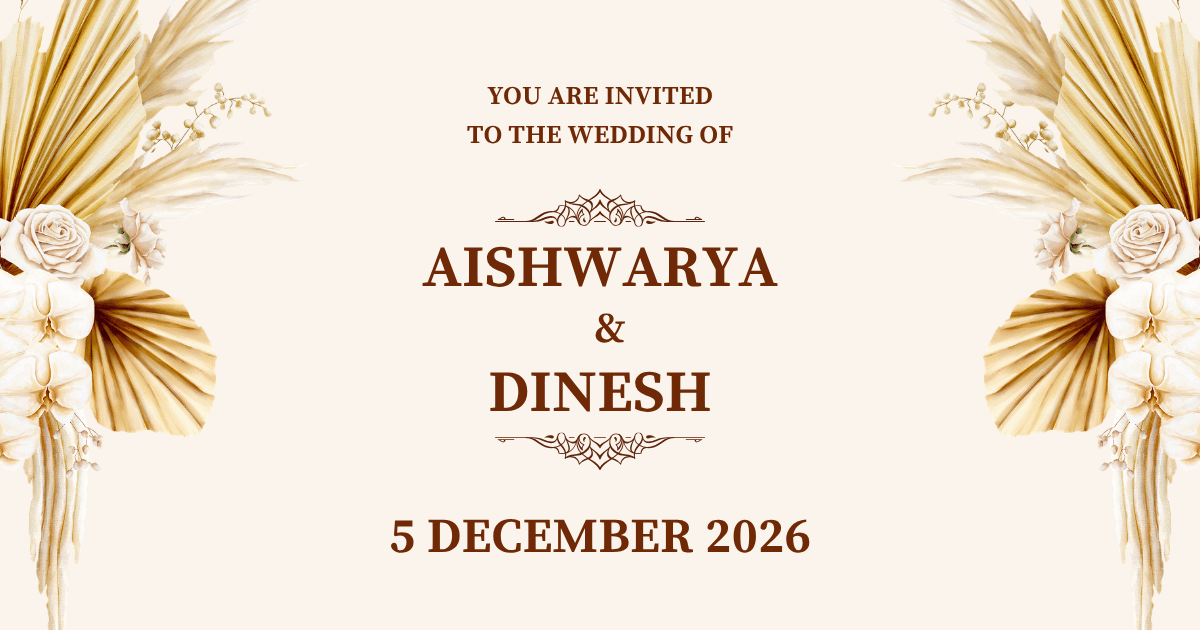 YOU ARE INVITED
TO THE WEDDING OF
AISHWARYA
&
DINESH
5 DECEMBER 2026